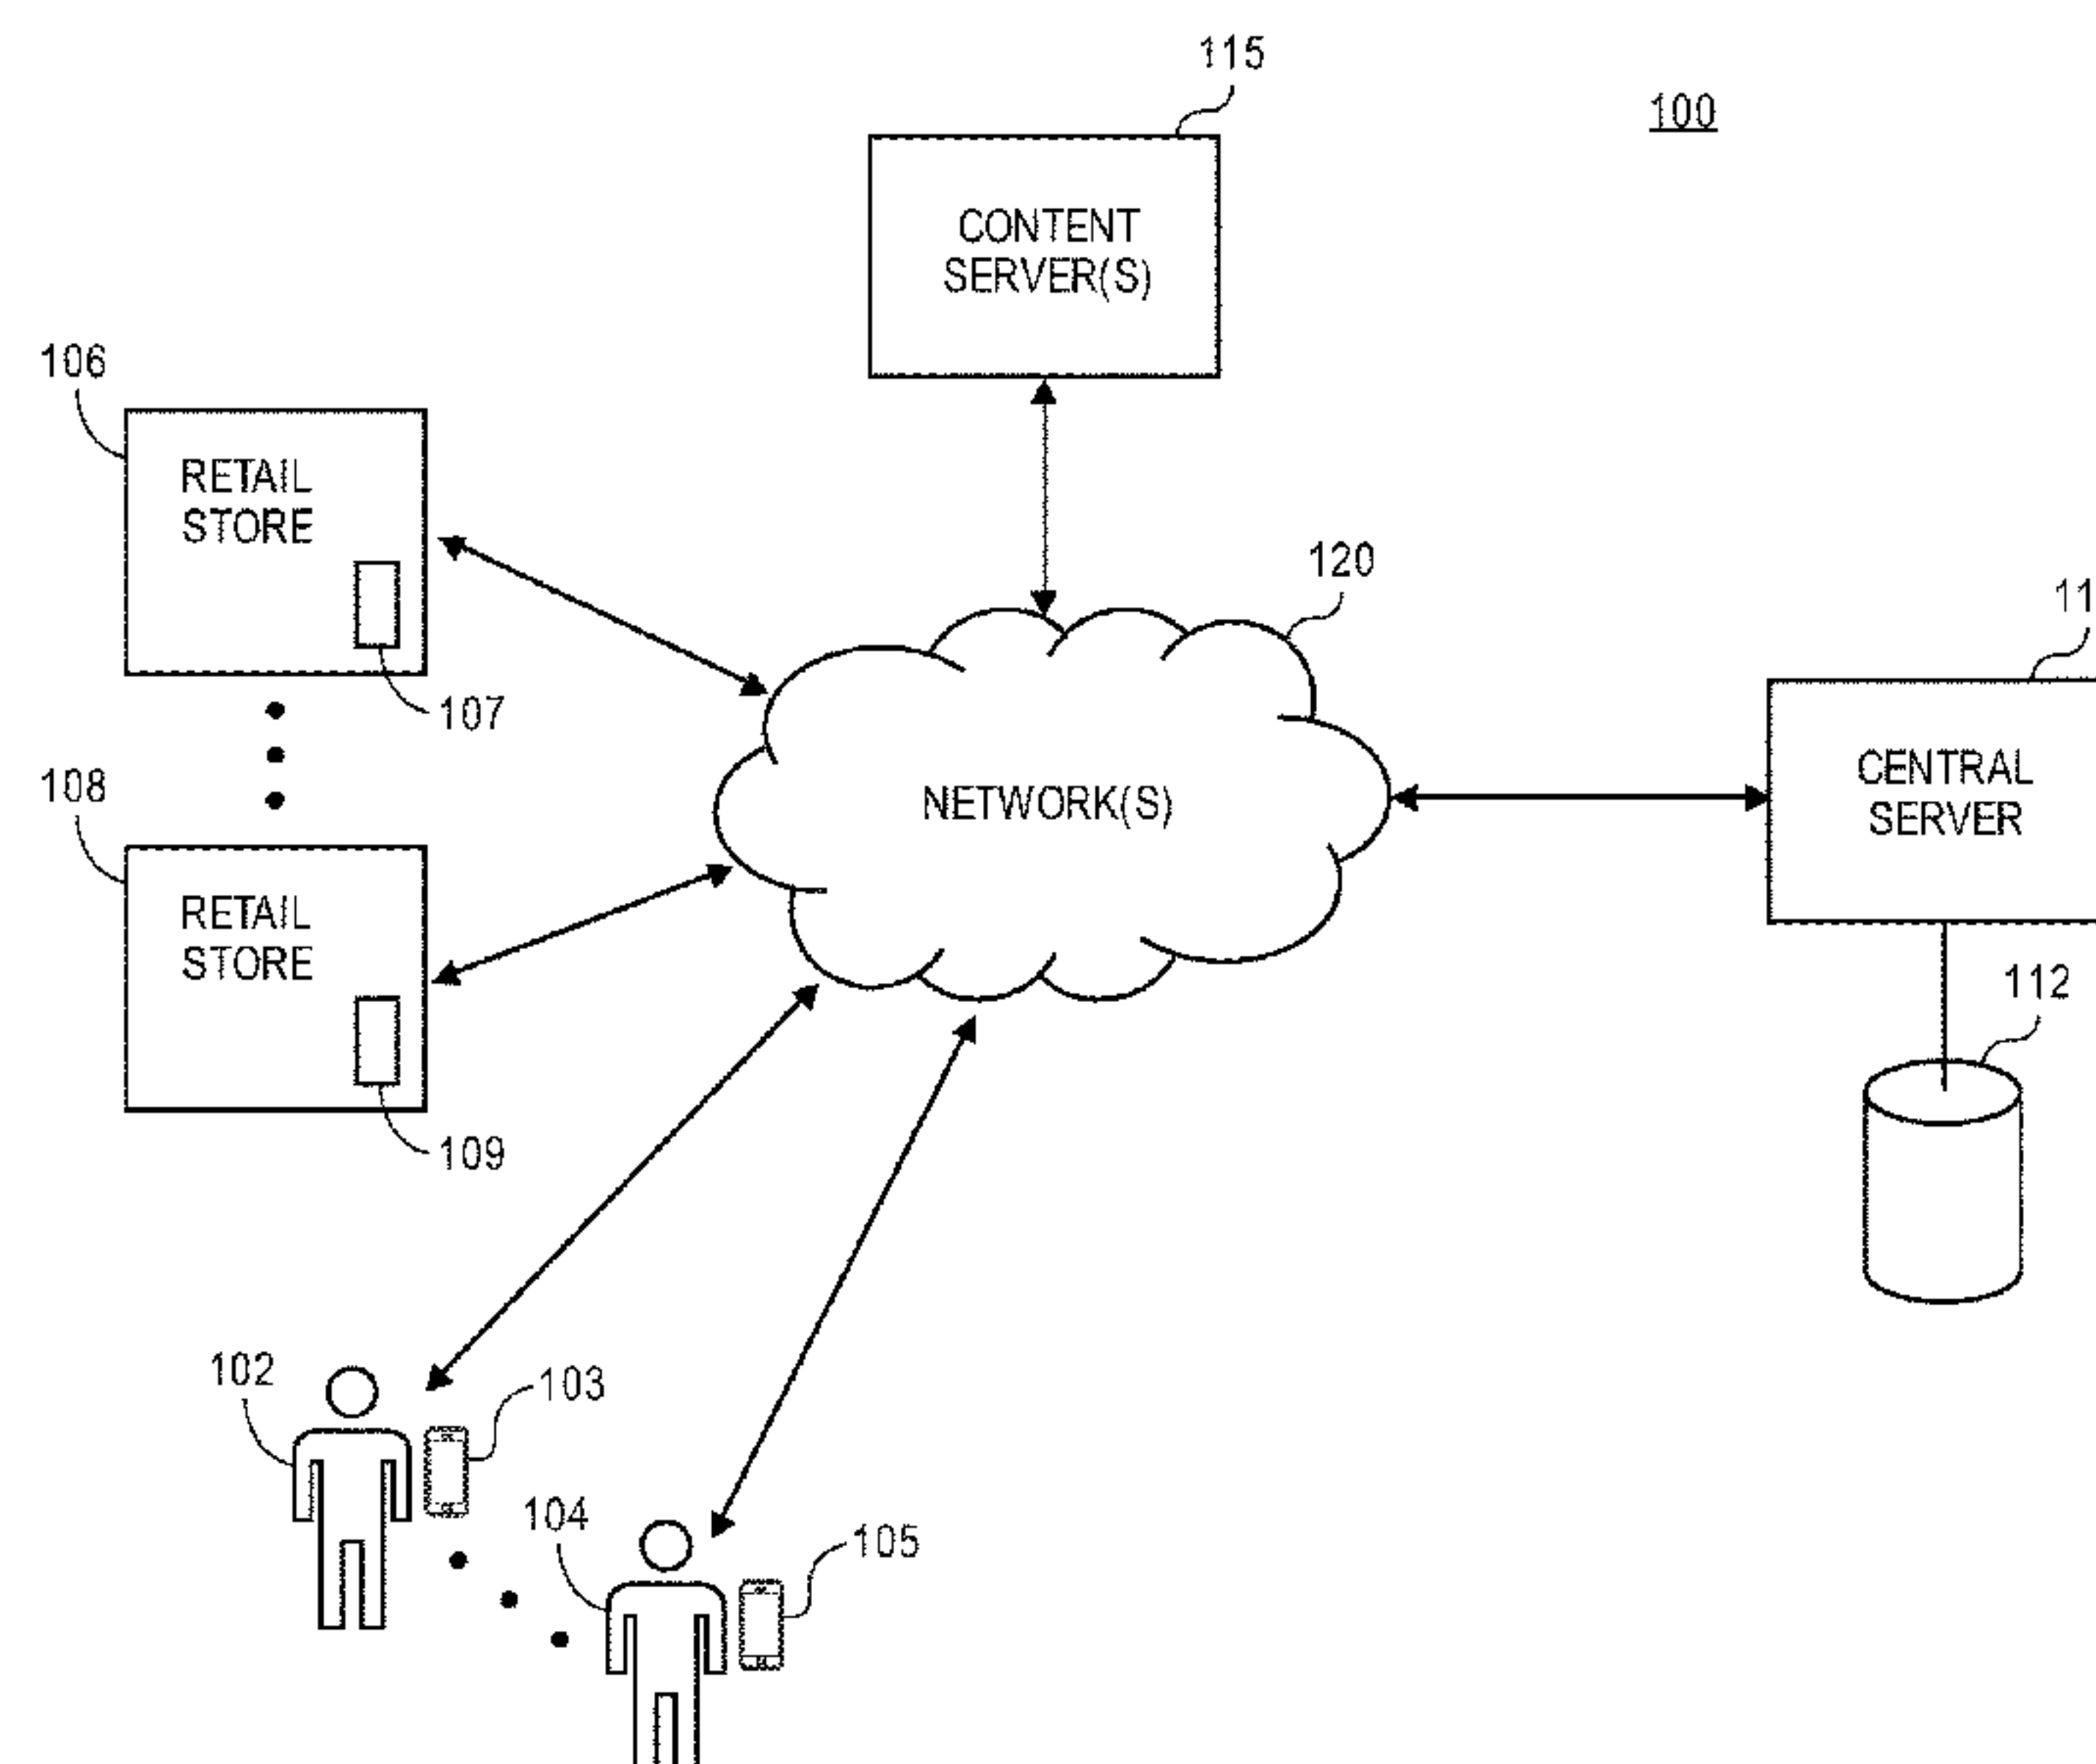 115
100
CONTENT
SERVER(S)
106
RETAIL
STORE
107
120
NETWORK(S)
CENTRAL
SERVER
108
RETAIL
STORE
109
112
102
103
104
105